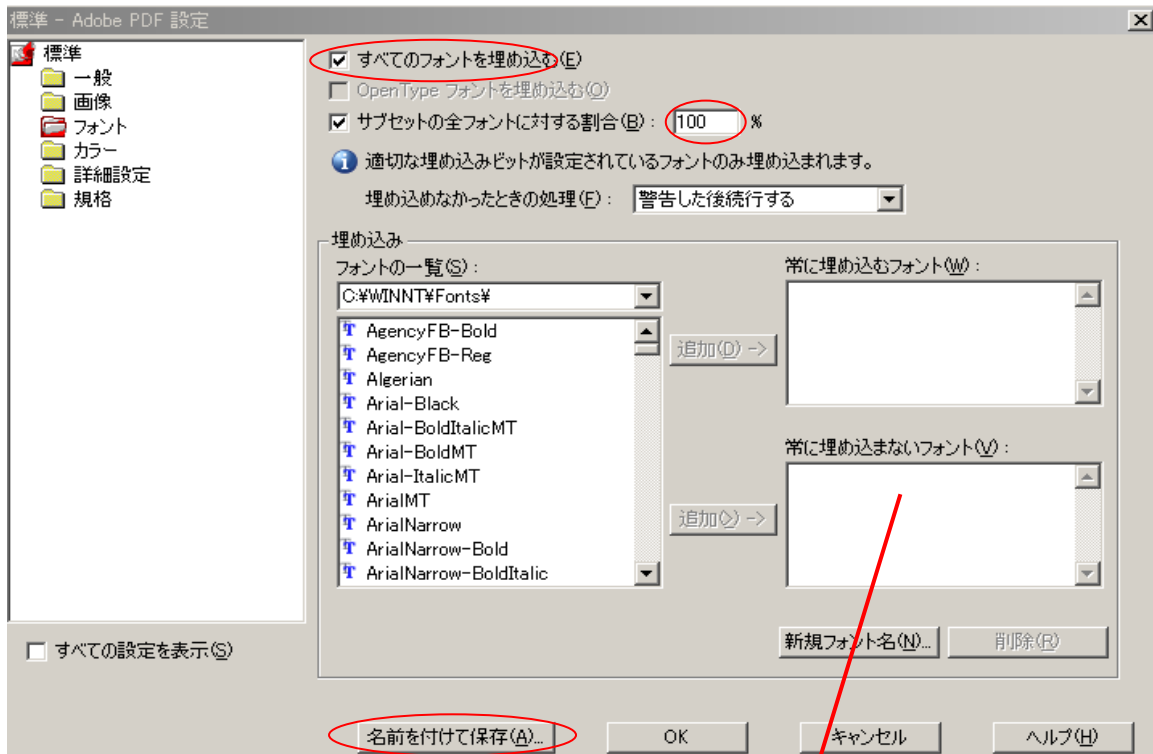 標準 - Adobe PDF 設定
標準
一般
画像
フォント
カラー
詳細設定
規格
すべての設定を表示(S)
すべてのフォントを埋め込む(E)
OpenType フォントを埋め込む(O)
サブセットの全フォントに対する割合(B) : 100 %
適切な埋め込みビットが設定されているフォントのみ埋め込まれます。
埋め込めなかったときの処理(F) : 警告した後続行する
埋め込み
フォントの一覧(S) :
C:¥WINNT¥Fonts¥
AgencyFB-Bold
AgencyFB-Reg
Algerian
Arial-Black
Arial-BoldItalicMT
Arial-BoldMT
Arial-ItalicMT
ArialMT
ArialNarrow
ArialNarrow-Bold
ArialNarrow-BoldItalic
追加(D) ->
追加(>) ->
常に埋め込むフォント(W) :
常に埋め込まないフォント(V) :
新規フォント名(N)...
削除(R)
名前を付けて保存(A)...
OK
キャンセル
ヘルプ(H)